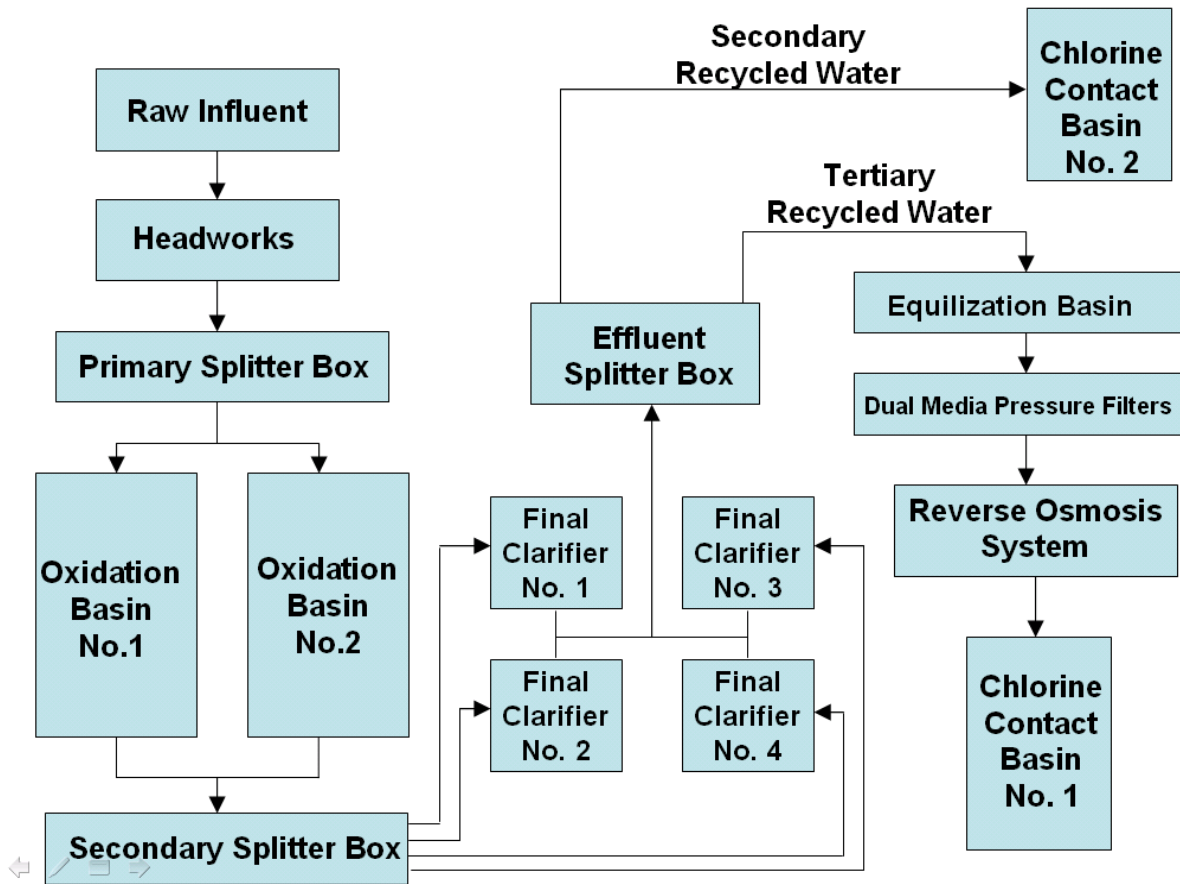 Raw Influent
Headworks
Primary Splitter Box
Oxidation
Basin
No.1
Oxidation
Basin
No.2
Secondary Splitter Box
Final
Clarifier
No. 1
Final
Clarifier
No. 2
Final
Clarifier
No. 3
Final
Clarifier
No. 4
Effluent
Splitter Box
Secondary
Recycled Water
Chlorine
Contact
Basin
No. 2
Tertiary
Recycled Water
Equilization Basin
Dual Media Pressure Filters
Reverse Osmosis
System
Chlorine
Contact
Basin
No. 1